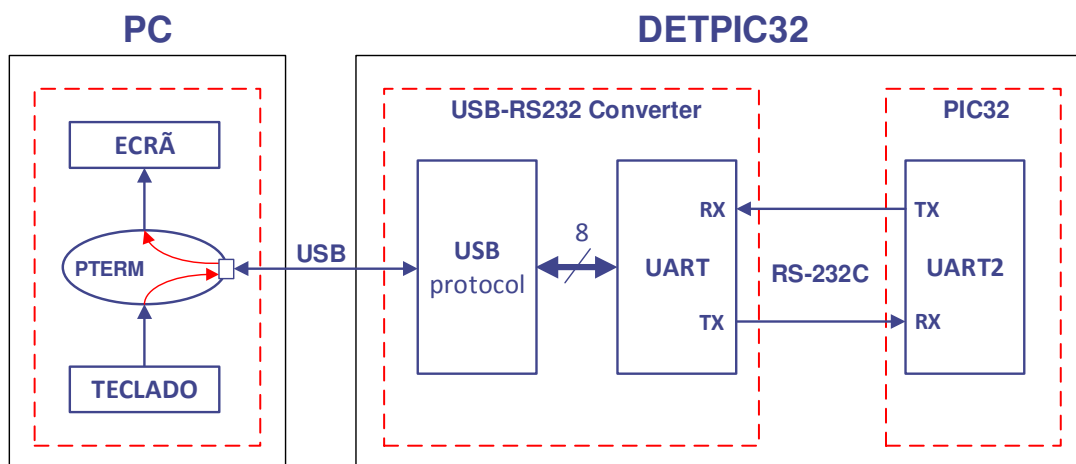 PC
DETPIC32
ECRÃ
PTERM
TECLADO
USB
USB-RS232 Converter
USB
protocol
8
UART
RX
TX
RS-232C
PIC32
TX
UART2
RX